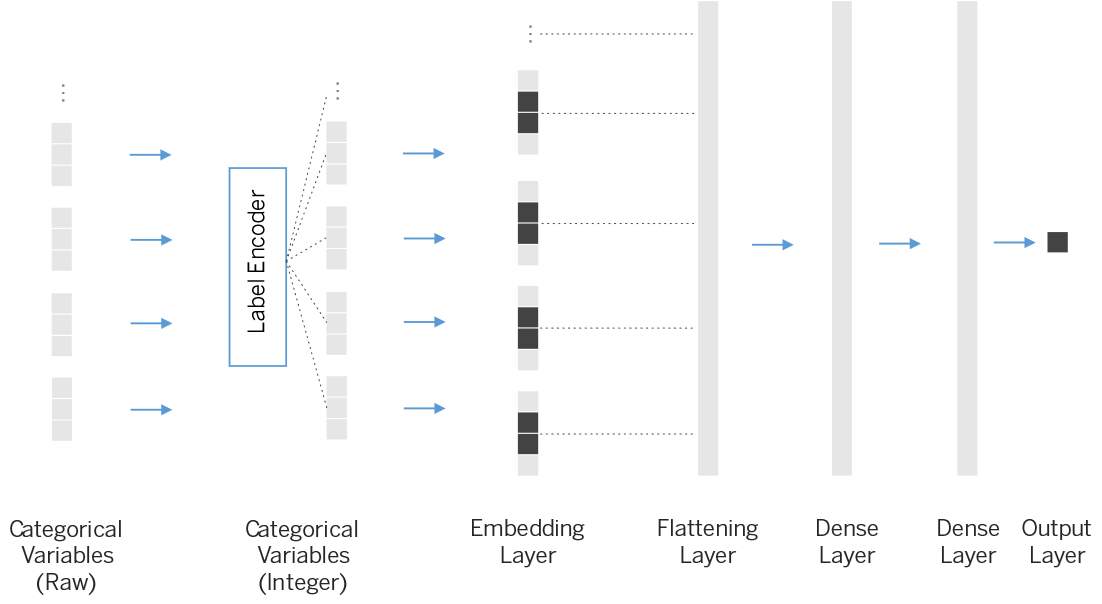 Label Encoder
Categorical
Variables
(Raw)
Categorical
Variables
(Integer)
Embedding
Layer
Flattening
Layer
Dense
Layer
Dense
Layer
Output
Layer